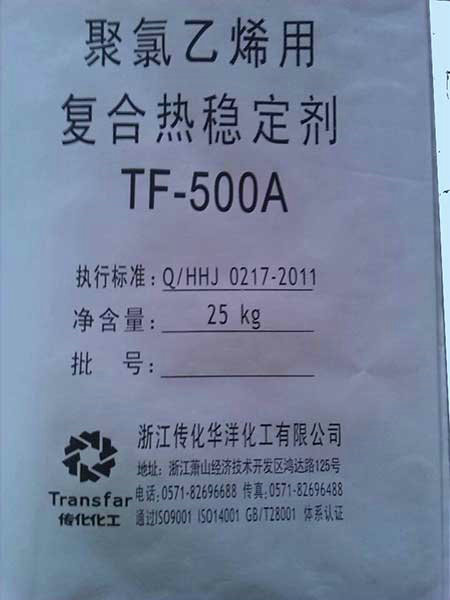 聚氯乙烯用
复合热稳定剂
TF-500A
执行标准: Q/HHJ 0217-2011
净含量: 25 kg
批 号:
浙江传化华洋化工有限公司
地址: 浙江萧山经济技术开发区鸿达路125号
Transfar 电话: 0571-82696688 传真: 0571-82696488
传化化工 通过ISO9001 ISO14001 GB/T28001 体系认证